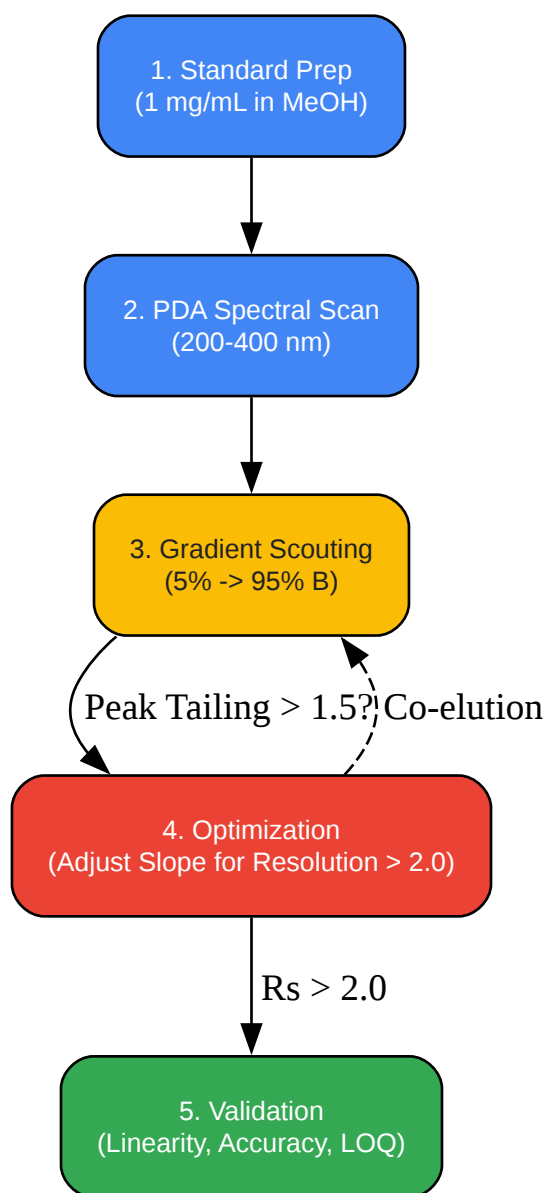 1. Standard Prep
(1 mg/mL in MeOH)
2. PDA Spectral Scan
(200-400 nm)
3. Gradient Scouting
(5% -> 95% B)
Peak Tailing > 1.5?
Co-elution
4. Optimization
(Adjust Slope for Resolution > 2.0)
Rs > 2.0
5. Validation
(Linearity, Accuracy, LOQ)